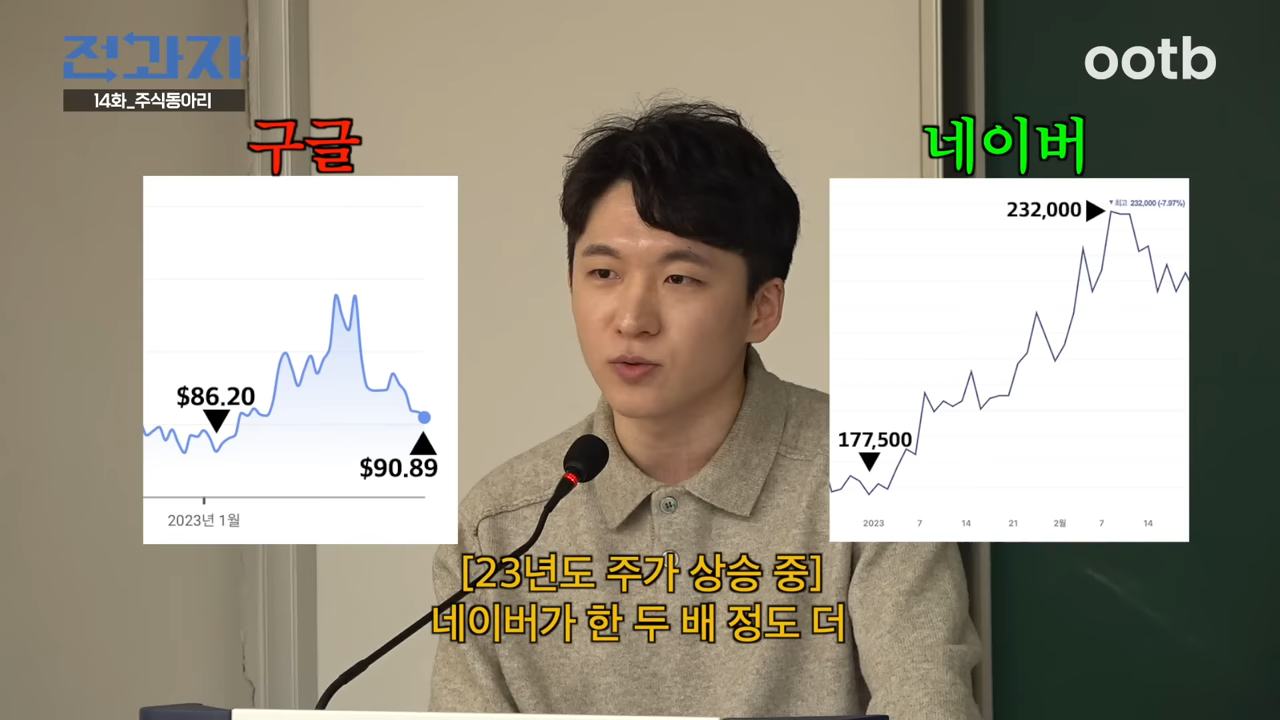 전과자
14화_주식동아리
ootb
구글
$86.20
$90.89
2023년 1월
네이버
232,000
▼최고 232,000 (-7.97%)
177,500
2023 7 14 21 2월 7 14
[23년도 주가 상승 중]
네이버가 한 두 배 정도 더